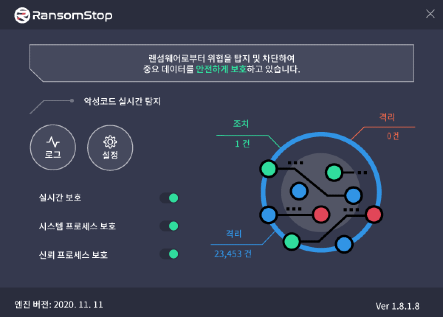 RansomStop
랜섬웨어로부터 위협을 탐지 및 차단하여
중요 데이터를 안전하게 보호하고 있습니다.
악성코드 실시간 탐지
로그
설정
조치
1 건
격리
0 건
실시간 보호
시스템 프로세스 보호
신뢰 프로세스 보호
격리
23,453 건
엔진 버전: 2020. 11. 11
Ver 1.8.1.8